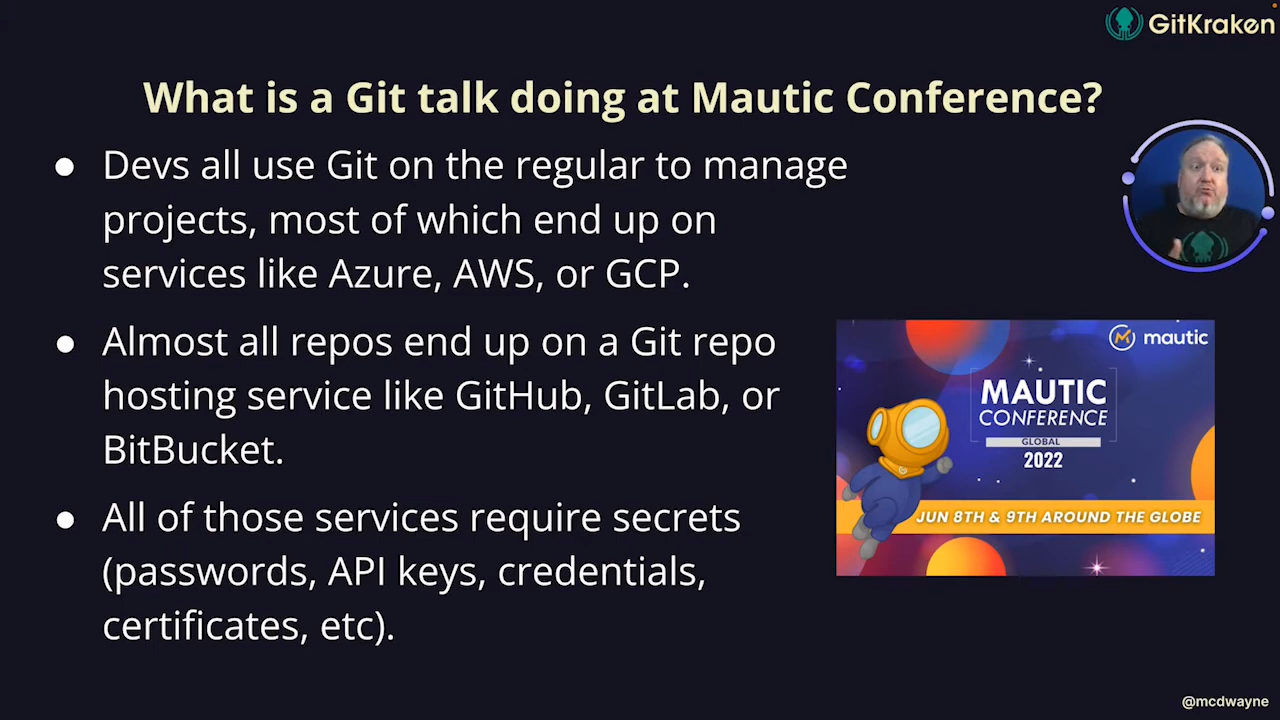 GitKraken
What is a Git talk doing at Mautic Conference?
● Devs all use Git on the regular to manage
projects, most of which end up on
services like Azure, AWS, or GCP.
● Almost all repos end up on a Git repo
hosting service like GitHub, GitLab, or
BitBucket.
● All of those services require secrets
(passwords, API keys, credentials,
certificates, etc).
mautic
MAUTIC
CONFERENCE
GLOBAL
2022
JUN 8TH & 9TH AROUND THE GLOBE
@mcdwayne